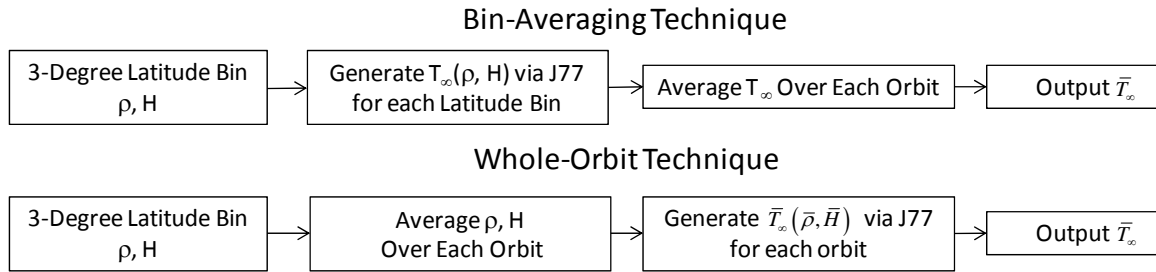 Bin-Averaging Technique
3-Degree Latitude Bin
ρ, H
Generate T∞(ρ, H) via J77
for each Latitude Bin
Average T∞ Over Each Orbit
Output T̄∞
Whole-Orbit Technique
3-Degree Latitude Bin
ρ, H
Average ρ, H
Over Each Orbit
Generate T̄∞(ρ̄, H̄) via J77
for each orbit
Output T̄∞